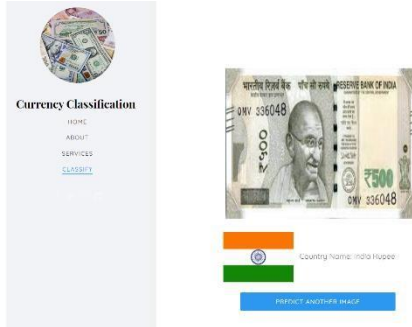 Currency Classification
HOME
ABOUT
SERVICES
CLASSIFY
भारतीय रिज़र्व बैंक
पाँच सौ रुपये
RESERVE BANK OF INDIA
0MV 336048
₹500
₹500
0MV 336048
Country Name: India Rupee
PREDICT ANOTHER IMAGE